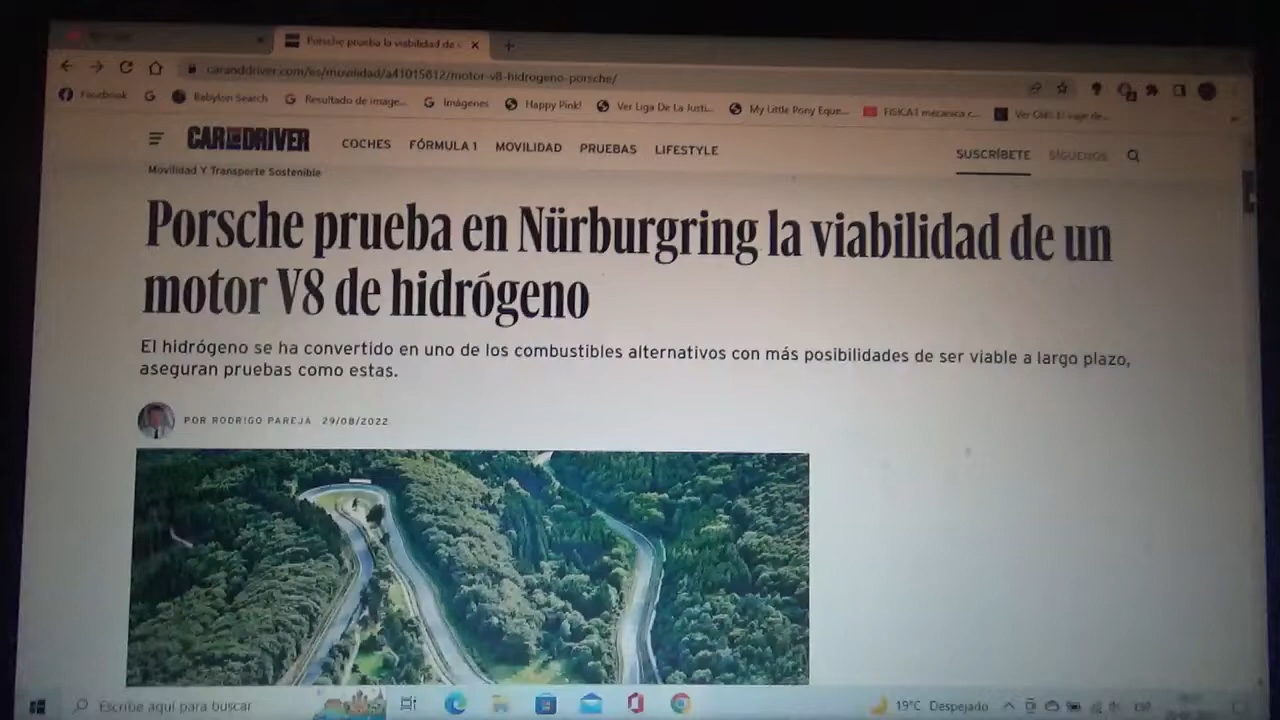 Porsche prueba la viabilidad de
caranddriver.com/es/movilidad/a41015812/motor-v8-hidrogeno-porsche/
Facebook
Babylon Search
Resultado de image...
Imágenes
Happy Pink!
Ver Liga De La Justi...
My Little Pony Eque...
FISICA1 mecanica c...
CAR AND DRIVER
COCHES
FÓRMULA 1
MOVILIDAD
PRUEBAS
LIFESTYLE
SUSCRÍBETE
SÍGUENOS
Movilidad Y Transporte Sostenible
Porsche prueba en Nürburgring la viabilidad de un
motor V8 de hidrógeno
El hidrógeno se ha convertido en uno de los combustibles alternativos con más posibilidades de ser viable a largo plazo,
aseguran pruebas como estas.
POR RODRIGO PAREJA 29/08/2022
Escribe aquí para buscar
19°C Despejado
ESP